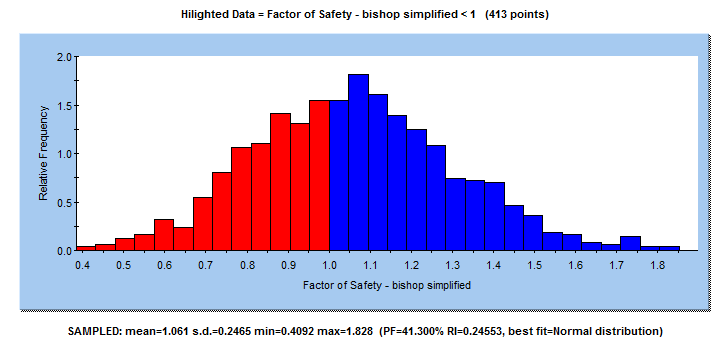 Hilighted Data = Factor of Safety - bishop simplified < 1 (413 points)
2.0
1.5
1.0
0.5
0.0
Relative Frequency
0.4 0.5 0.6 0.7 0.8 0.9 1.0 1.1 1.2 1.3 1.4 1.5 1.6 1.7 1.8
Factor of Safety - bishop simplified
SAMPLED: mean=1.061 s.d.=0.2465 min=0.4092 max=1.828 (PF=41.300% RI=0.24553, best fit=Normal distribution)